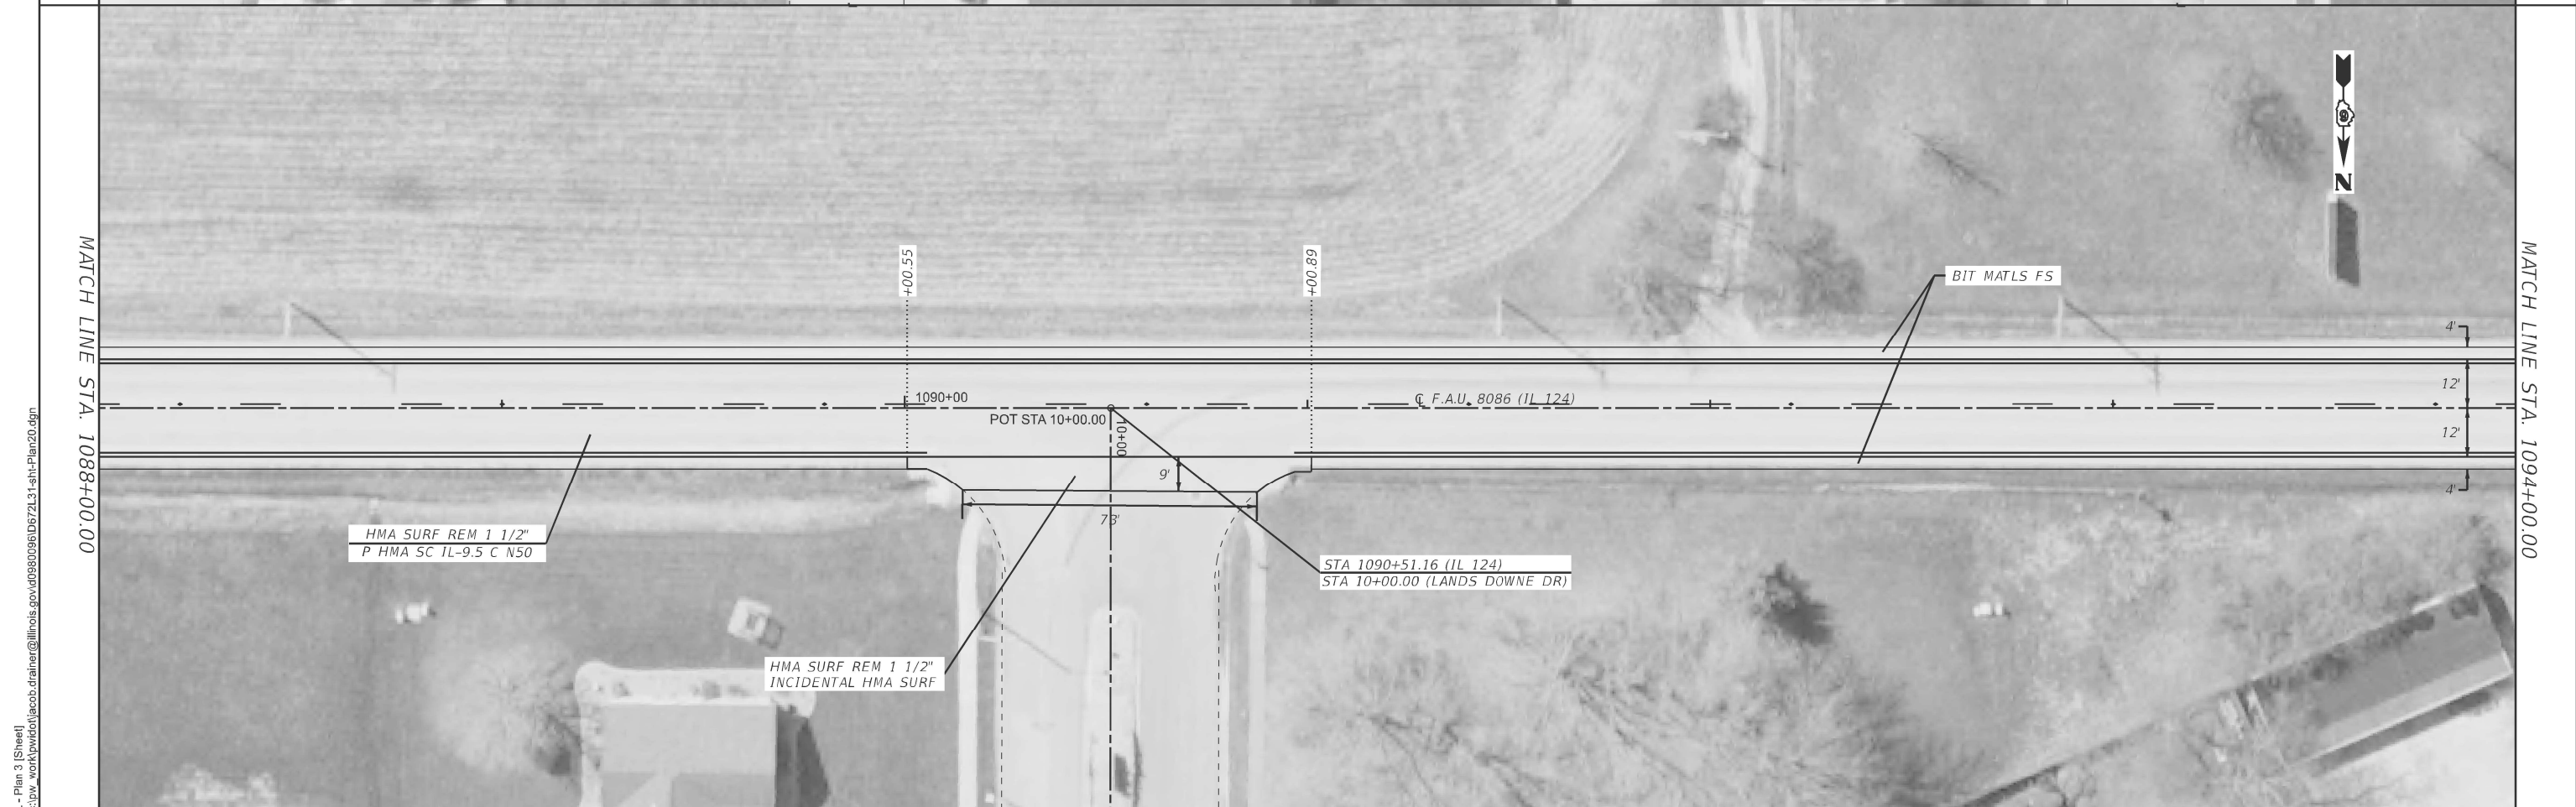 - Plan 3 [Sheet]
:\pw_work\pwidot\jacob.drainer@illinois.gov\d0980096\D672L31-sht-Plan20.dgn
MATCH LINE STA. 1088+00.00
+00.55
+00.89
BIT MATLS FS
N
4'
12'
12'
4'
1090+00
POT STA 10+00.00
10+00
℄ F.A.U. 8086 (IL 124)
9'
73'
HMA SURF REM 1 1/2"
P HMA SC IL-9.5 C N50
STA 1090+51.16 (IL 124)
STA 10+00.00 (LANDS DOWNE DR)
HMA SURF REM 1 1/2"
INCIDENTAL HMA SURF
MATCH LINE STA. 1094+00.00